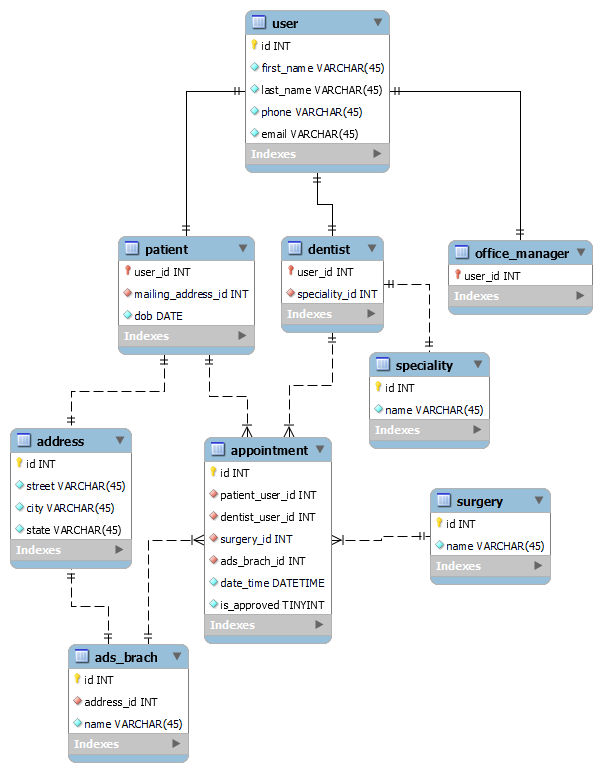 user
id INT
first_name VARCHAR(45)
last_name VARCHAR(45)
phone VARCHAR(45)
email VARCHAR(45)
Indexes
patient
user_id INT
mailing_address_id INT
dob DATE
Indexes
dentist
user_id INT
speciality_id INT
Indexes
office_manager
user_id INT
Indexes
speciality
id INT
name VARCHAR(45)
Indexes
address
id INT
street VARCHAR(45)
city VARCHAR(45)
state VARCHAR(45)
Indexes
appointment
id INT
patient_user_id INT
dentist_user_id INT
surgery_id INT
ads_brach_id INT
date_time DATETIME
is_approved TINYINT
Indexes
surgery
id INT
name VARCHAR(45)
Indexes
ads_brach
id INT
address_id INT
name VARCHAR(45)
Indexes